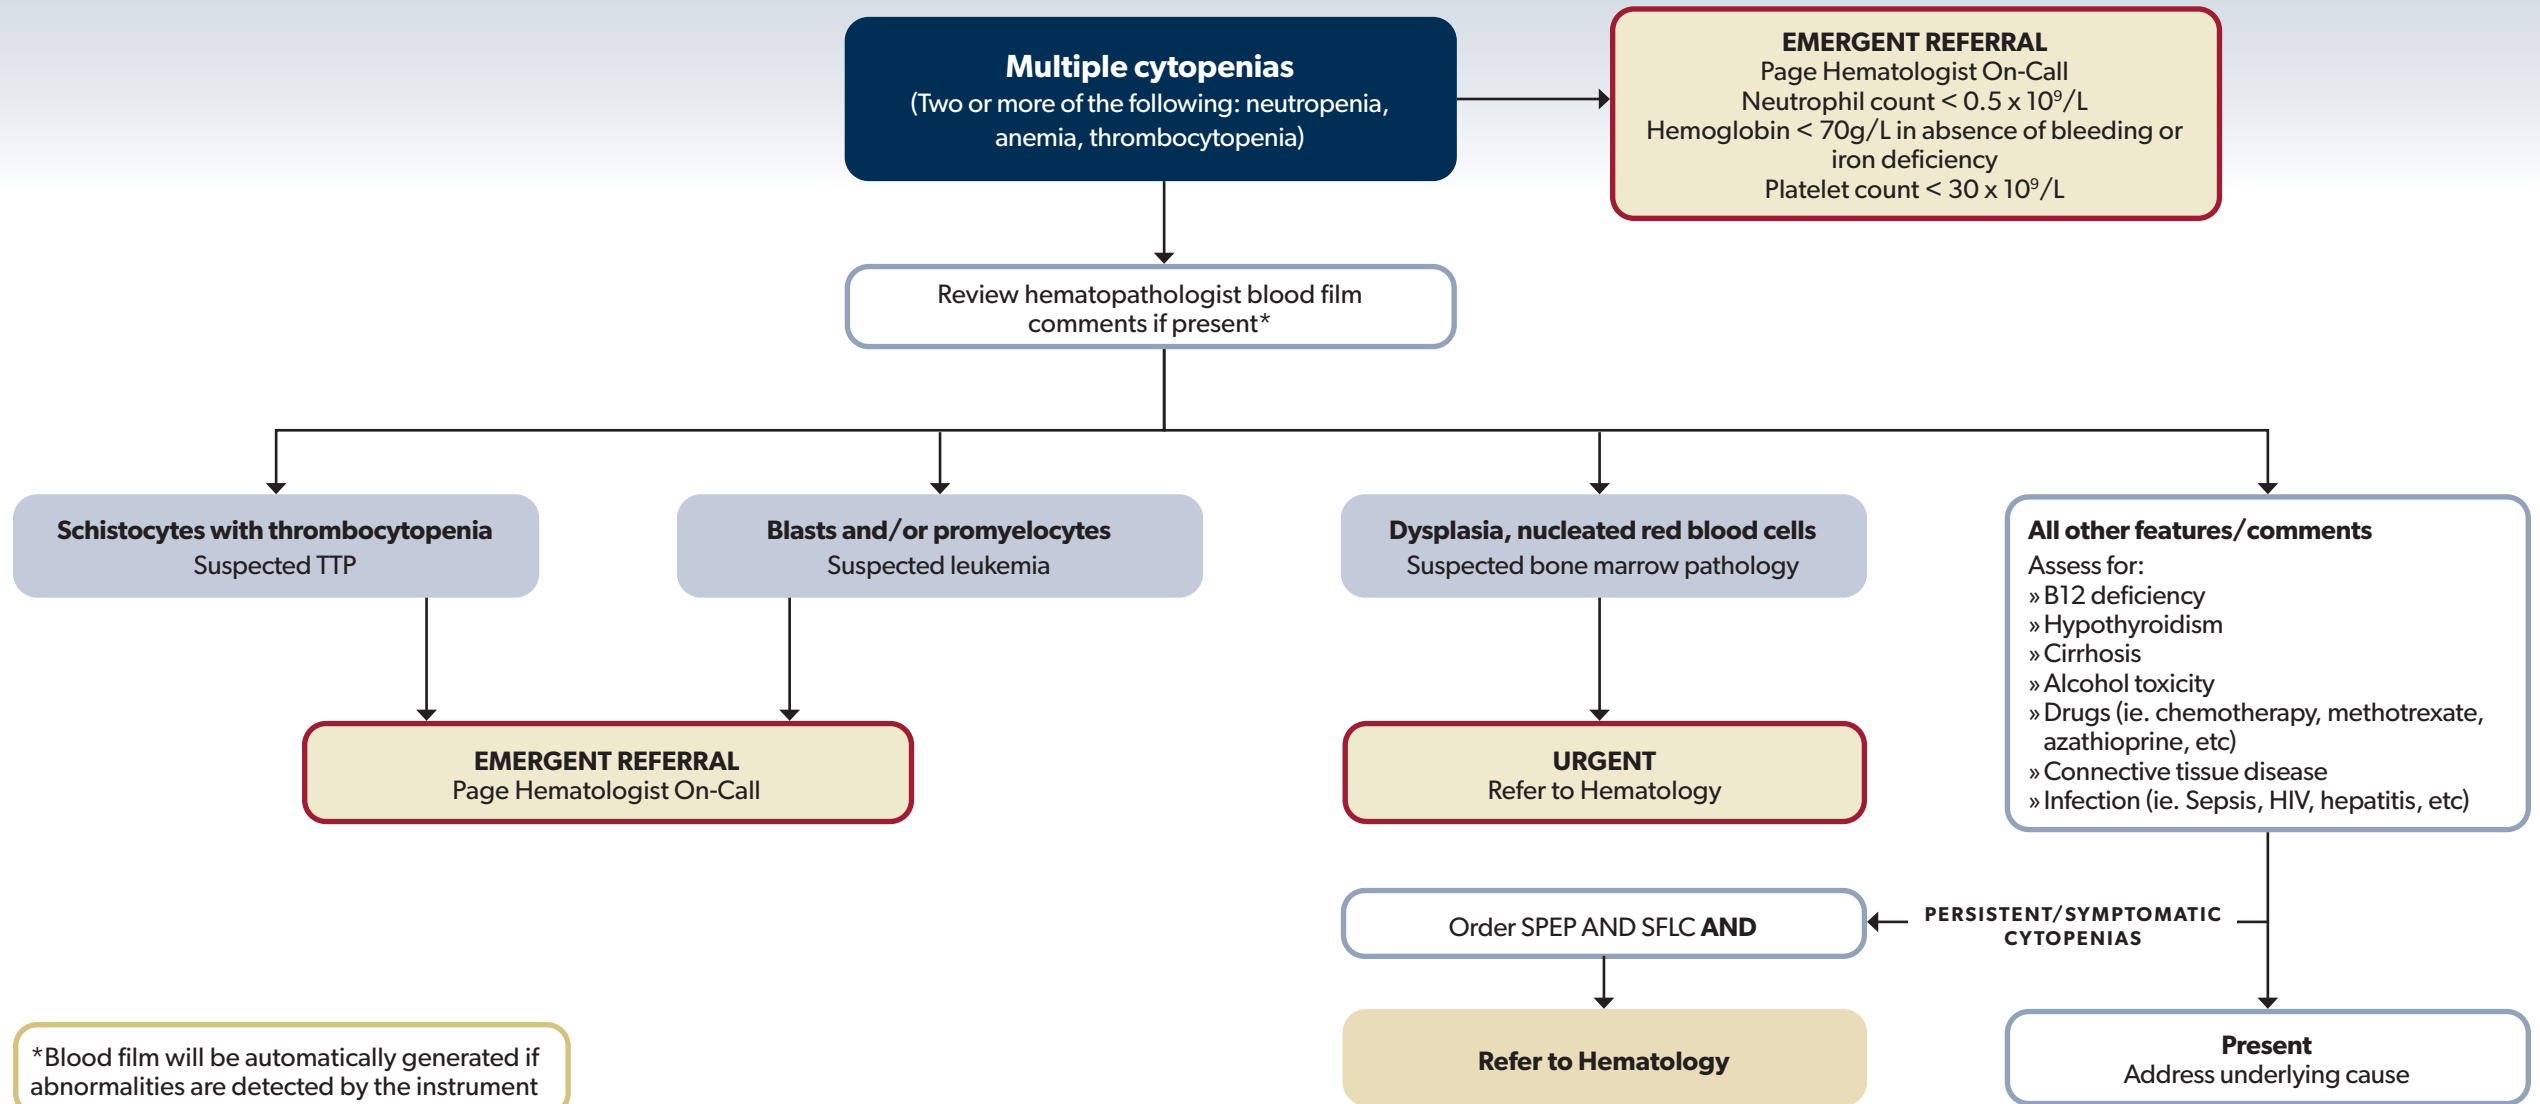 Multiple cytopenias
(Two or more of the following: neutropenia,
anemia, thrombocytopenia)
EMERGENT REFERRAL
Page Hematologist On-Call
Neutrophil count < 0.5 x 10⁹/L
Hemoglobin < 70g/L in absence of bleeding or
iron deficiency
Platelet count < 30 x 10⁹/L
Review hematopathologist blood film
comments if present*
Schistocytes with thrombocytopenia
Suspected TTP
Blasts and/or promyelocytes
Suspected leukemia
Dysplasia, nucleated red blood cells
Suspected bone marrow pathology
All other features/comments
Assess for:
» B12 deficiency
» Hypothyroidism
» Cirrhosis
» Alcohol toxicity
» Drugs (ie. chemotherapy, methotrexate,
azathioprine, etc)
» Connective tissue disease
» Infection (ie. Sepsis, HIV, hepatitis, etc)
EMERGENT REFERRAL
Page Hematologist On-Call
URGENT
Refer to Hematology
PERSISTENT/SYMPTOMATIC
CYTOPENIAS
Order SPEP AND SFLC AND
Refer to Hematology
Present
Address underlying cause
*Blood film will be automatically generated if
abnormalities are detected by the instrument